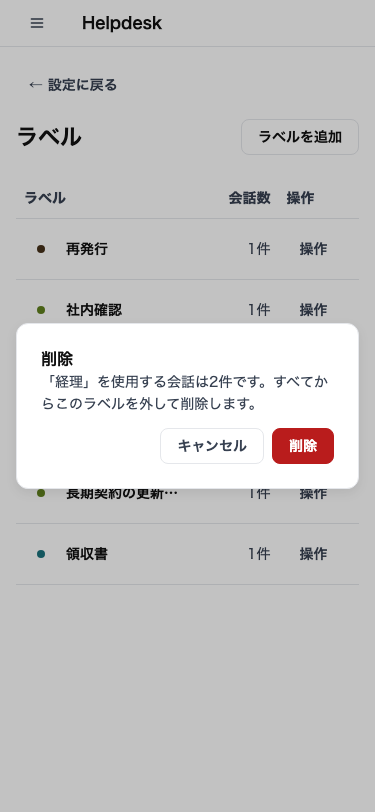 Helpdesk
← 設定に戻る
ラベル
ラベルを追加
ラベル 会話数 操作
再発行 1件 操作
社内確認 1件 操作
削除
「経理」を使用する会話は2件です。すべてか
らこのラベルを外して削除します。
キャンセル 削除
長期契約の更新… 1件 操作
領収書 1件 操作